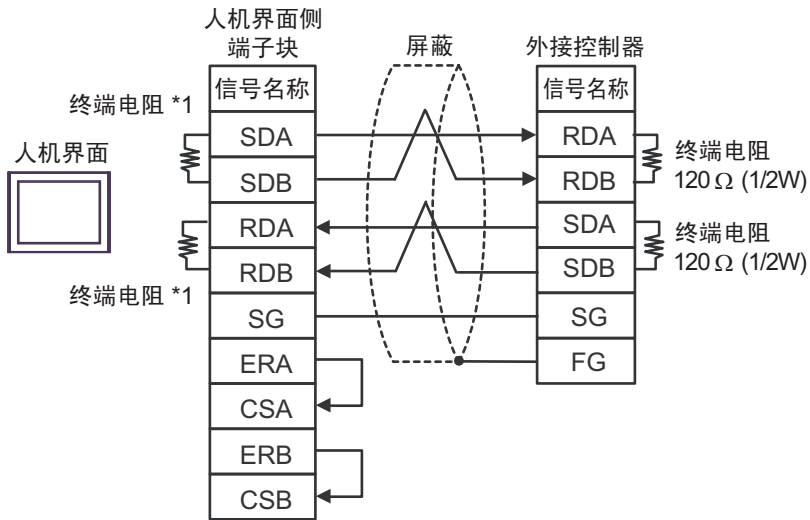 人机界面侧
端子块
屏蔽
外接控制器
信号名称
信号名称
终端电阻 *1
SDA
RDA
人机界面
终端电阻
120 Ω (1/2W)
SDB
RDB
RDA
SDA
终端电阻
120 Ω (1/2W)
RDB
SDB
终端电阻 *1
SG
SG
ERA
FG
CSA
ERB
CSB